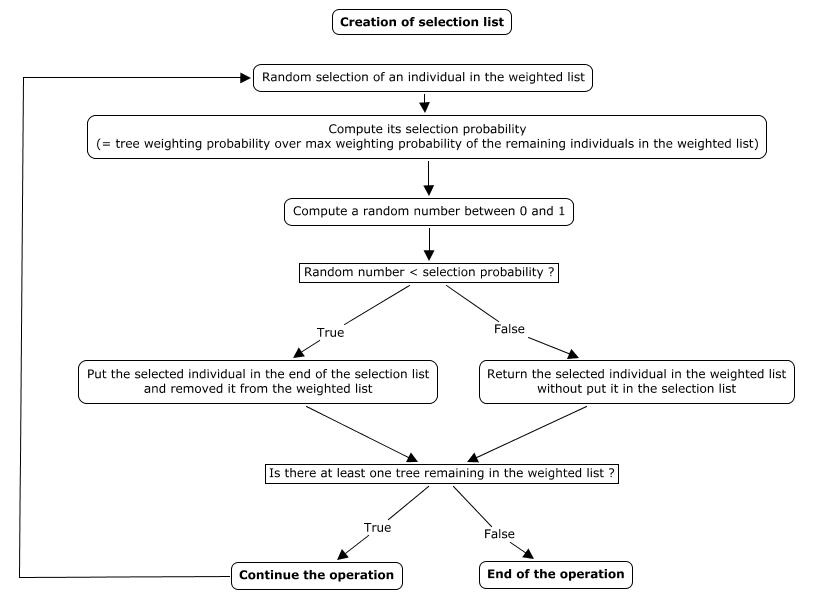 Creation of selection list
Random selection of an individual in the weighted list
Compute its selection probability
(= tree weighting probability over max weighting probability of the remaining individuals in the weighted list)
Compute a random number between 0 and 1
Random number < selection probability ?
True
False
Put the selected individual in the end of the selection list
and removed it from the weighted list
Return the selected individual in the weighted list
without put it in the selection list
Is there at least one tree remaining in the weighted list ?
True
False
Continue the operation
End of the operation